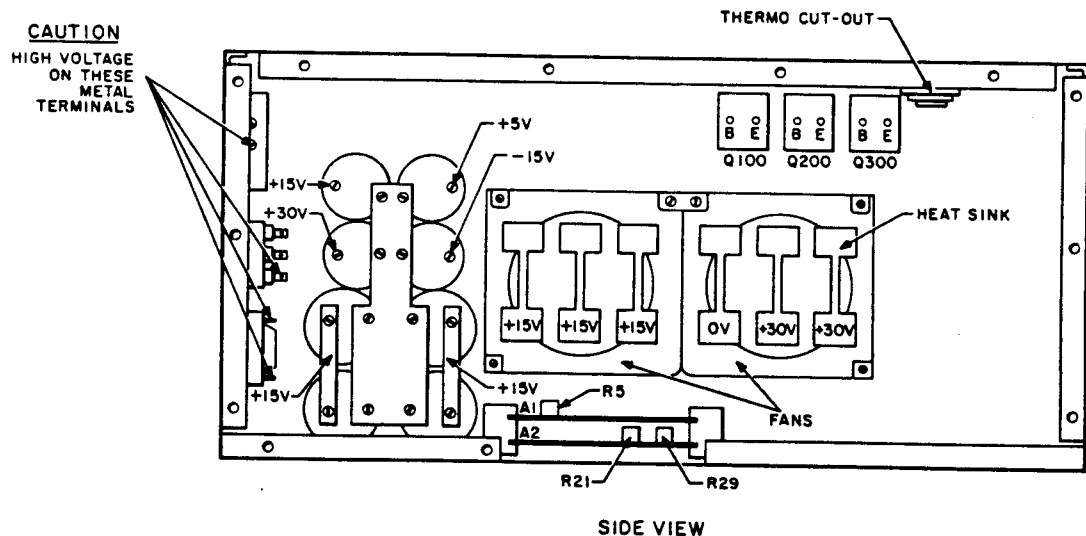 THERMO CUT-OUT
CAUTION
HIGH VOLTAGE
ON THESE
METAL
TERMINALS
B E
B E
B E
Q100
Q200
Q300
+5V
-15V
+15V
+30V
HEAT SINK
+15V
+15V
+15V
0V
+30V
+30V
+15V
+15V
R5
A1
A2
FANS
R21
R29
SIDE VIEW